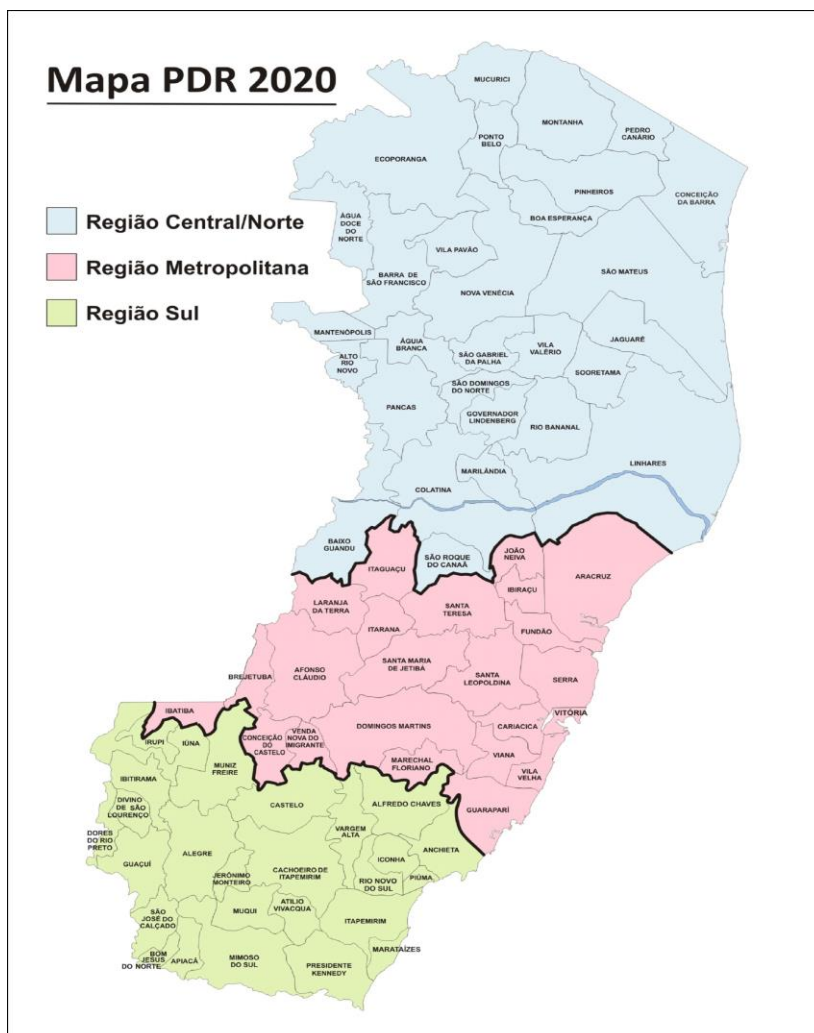 Mapa PDR 2020
Região Central/Norte
Região Metropolitana
Região Sul
MUCURICI
MONTANHA
PEDRO
CANÁRIO
PONTO
BELO
ECOPORANGA
PINHEIROS
CONCEIÇÃO
DA BARRA
BOA ESPERANÇA
ÁGUA
DOCE DO
NORTE
VILA PAVÃO
BARRA DE
SÃO FRANCISCO
SÃO MATEUS
NOVA VENÉCIA
MANTENÓPOLIS
ÁQUIA
BRANCA
ALTO
RIO
NOVO
SÃO GABRIEL
DA PALHA
VILA
VALÉRIO
JAGUARÉ
SOORETAMA
SÃO DOMINGOS
DO NORTE
PANCAS
GOVERNADOR
LINDENBERG
RIO BANANAL
LINHARES
MARILÂNDIA
COLATINA
BAIXO
GUANDU
ITAGUAÇU
SÃO ROQUE
DO CANAÃ
JOÃO
NEIVA
ARACRUZ
IBIRAÇU
LARANJA
DA TERRA
SANTA
TERESA
ITARANA
FUNDÃO
SANTA MARIA
DE JETIBÁ
AFONSO
CLÁUDIO
BREJETUBA
SANTA
LEOPOLDINA
SERRA
IBATIBA
VITÓRIA
CARIACICA
DOMINGOS MARTINS
CONCEIÇÃO
DO
CASTELO
VENDA
NOVA DO
IMIGRANTE
VIANA
MARECHAL
FLORIANO
VILA
VELHA
GUARAPARÍ
IRUPI
IÚNA
MUNIZ
FREIRE
IBITIRAMA
DIVINO
DE SÃO
LOURENÇO
CASTELO
ALFREDO CHAVES
DORES
DO RIO
PRETO
VARGEM
ALTA
ANCHIETA
GUAÇUÍ
ALEGRE
ICONHA
JERÔNIMO
MONTEIRO
CACHOEIRO DE
ITAPEMIRIM
RIO NOVO
DO SUL
PIÚMA
SÃO
JOSÉ DO
CALÇADO
MUQUI
ATILIO
VIVACQUA
ITAPEMIRIM
BOM
JESUS
DO NORTE
APIACÁ
MIMOSO
DO SUL
PRESIDENTE
KENNEDY
MARATAÍZES